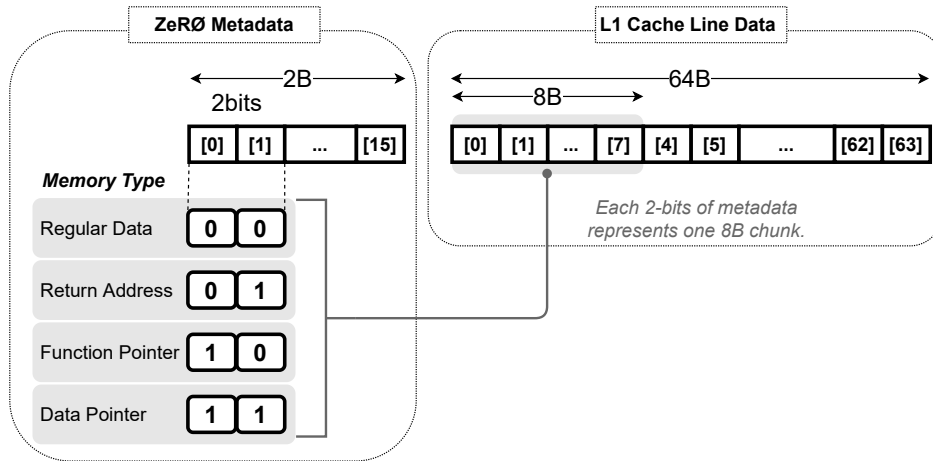 ZeRØ Metadata
2B
2bits
[0] [1] ... [15]
Memory Type
Regular Data 0 0
Return Address 0 1
Function Pointer 1 0
Data Pointer 1 1
L1 Cache Line Data
64B
8B
[0] [1] ... [7] [4] [5] ... [62] [63]
Each 2-bits of metadata
represents one 8B chunk.